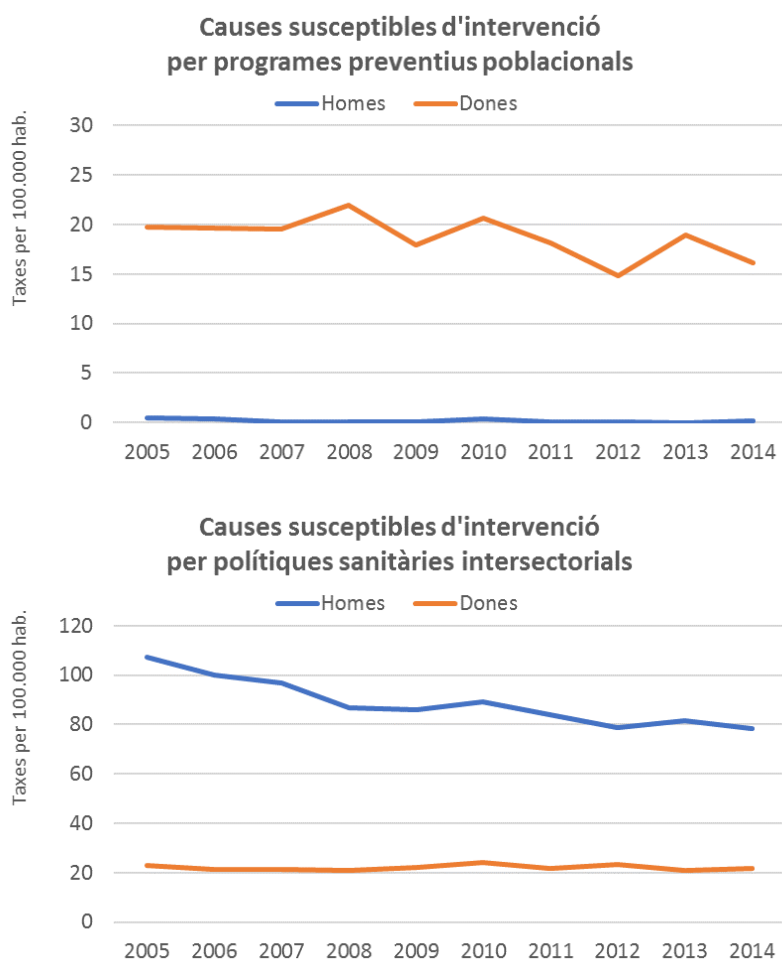 Causes susceptibles d'intervenció
per programes preventius poblacionals
Homes Dones
Taxes per 100.000 hab.
30
25
20
15
10
5
0
2005 2006 2007 2008 2009 2010 2011 2012 2013 2014
Causes susceptibles d'intervenció
per polítiques sanitàries intersectorials
Homes Dones
Taxes per 100.000 hab.
120
100
80
60
40
20
0
2005 2006 2007 2008 2009 2010 2011 2012 2013 2014